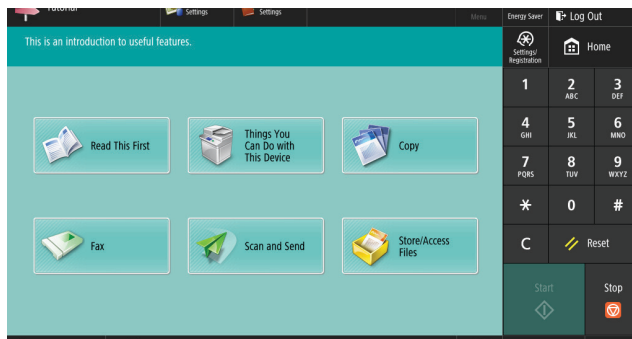 Tutorial
Settings
Settings
Menu
Energy Saver
Log Out
This is an introduction to useful features.
Settings/
Registration
Home
Read This First
Things You
Can Do with
This Device
Copy
Fax
Scan and Send
Store/Access
Files
1
2
ABC
3
DEF
4
GHI
5
JKL
6
MNO
7
PQRS
8
TUV
9
WXYZ
*
0
#
C
Reset
Start
Stop